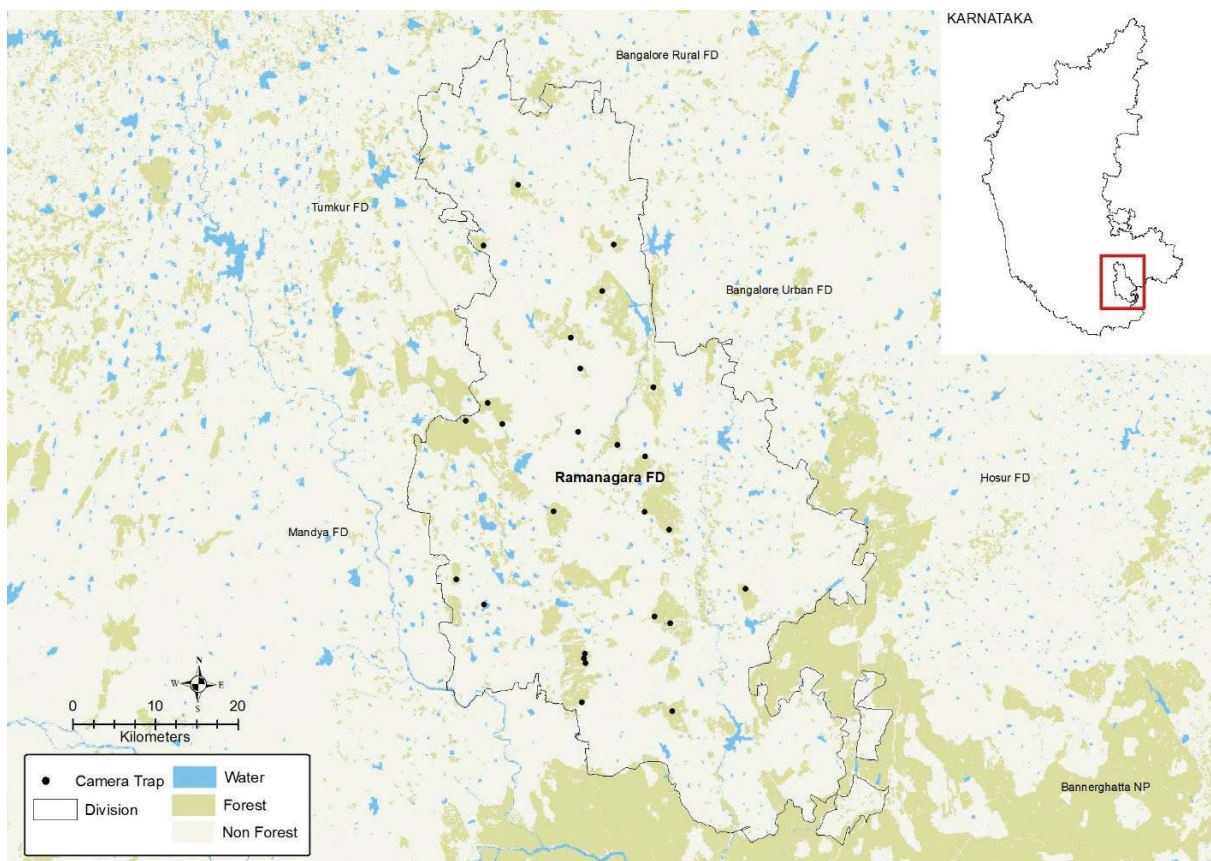 KARNATAKA
Bangalore Rural FD
Tumkur FD
Bangalore Urban FD
Ramanagara FD
Hosur FD
Mandya FD
Bannerghatta NP
N
W E
S
0 10 20
Kilometers
Camera Trap
Division
Water
Forest
Non Forest